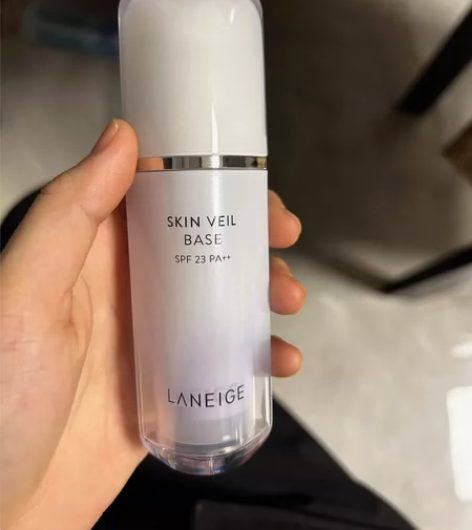 SKIN VEIL
BASE
SPF 23 PA++
LANEIGE